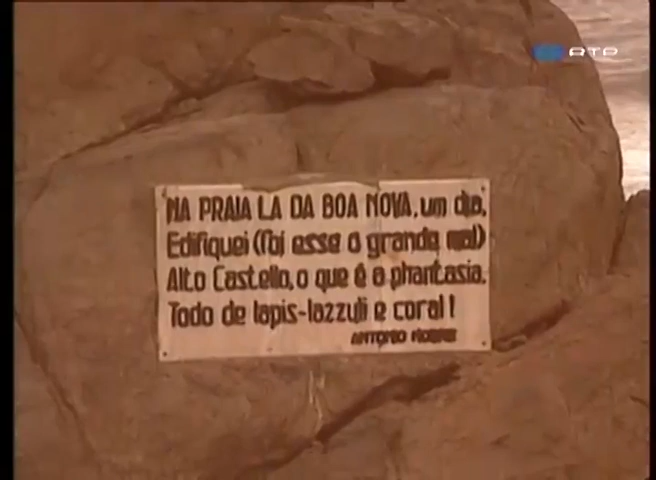 RTP
NA PRAIA LA DA BOA NOVA, um dia,
Edifiquei (foi esse o grande mal)
Alto Castello, o que é a phantasia,
Todo de lapis-lazzuli e coral!
ANTONIO NOBRE